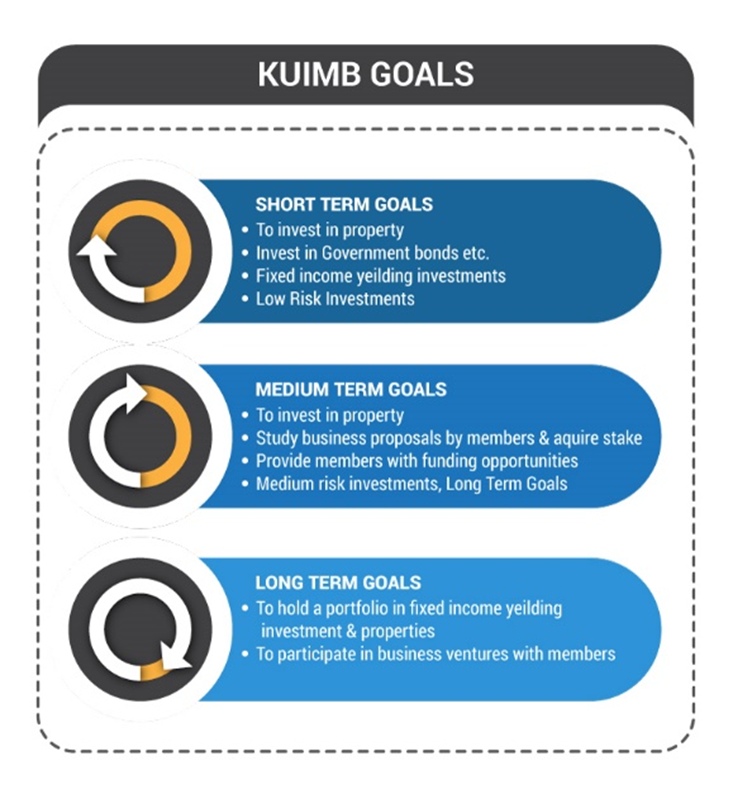 KUIMB GOALS
SHORT TERM GOALS
• To invest in property
• Invest in Government bonds etc.
• Fixed income yeilding investments
• Low Risk Investments
MEDIUM TERM GOALS
• To invest in property
• Study business proposals by members & aquire stake
• Provide members with funding opportunities
• Medium risk investments, Long Term Goals
LONG TERM GOALS
• To hold a portfolio in fixed income yeilding
investment & properties
• To participate in business ventures with members